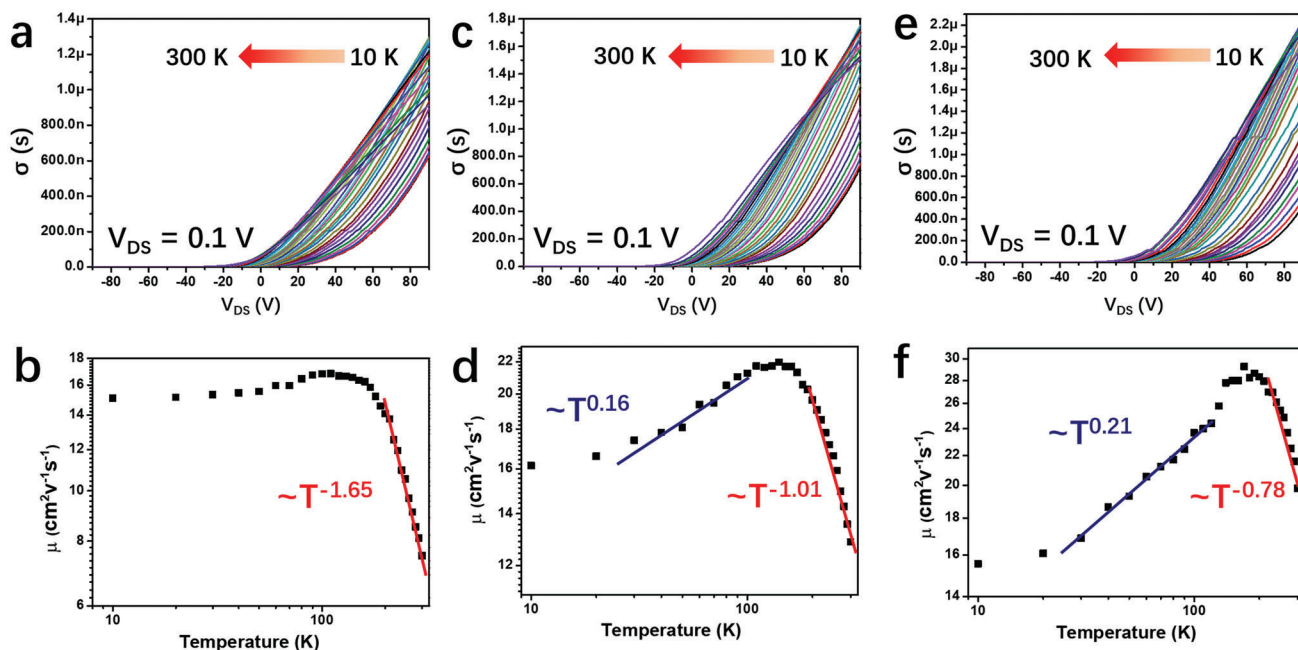 a
300 K
10 K
σ (s)
1.4μ
1.2μ
1.0μ
800.0n
600.0n
400.0n
200.0n
0.0
V_DS = 0.1 V
-80 -60 -40 -20 0 20 40 60 80
V_DS (V)
c
300 K
10 K
σ (s)
1.8μ
1.6μ
1.4μ
1.2μ
1.0μ
800.0n
600.0n
400.0n
200.0n
0.0
V_DS = 0.1 V
-80 -60 -40 -20 0 20 40 60 80
V_DS (V)
e
300 K
10 K
σ (s)
2.2μ
2.0μ
1.8μ
1.6μ
1.4μ
1.2μ
1.0μ
800.0n
600.0n
400.0n
200.0n
0.0
V_DS = 0.1 V
-80 -60 -40 -20 0 20 40 60 80
V_DS (V)
b
μ (cm²v⁻¹s⁻¹)
18
16
14
12
10
8
6
~T^-1.65
10 100
Temperature (K)
d
μ (cm²v⁻¹s⁻¹)
22
20
18
16
14
12
~T^0.16
~T^-1.01
10 100
Temperature (K)
f
μ (cm²v⁻¹s⁻¹)
30
28
26
24
22
20
18
16
14
~T^0.21
~T^-0.78
10 100
Temperature (K)